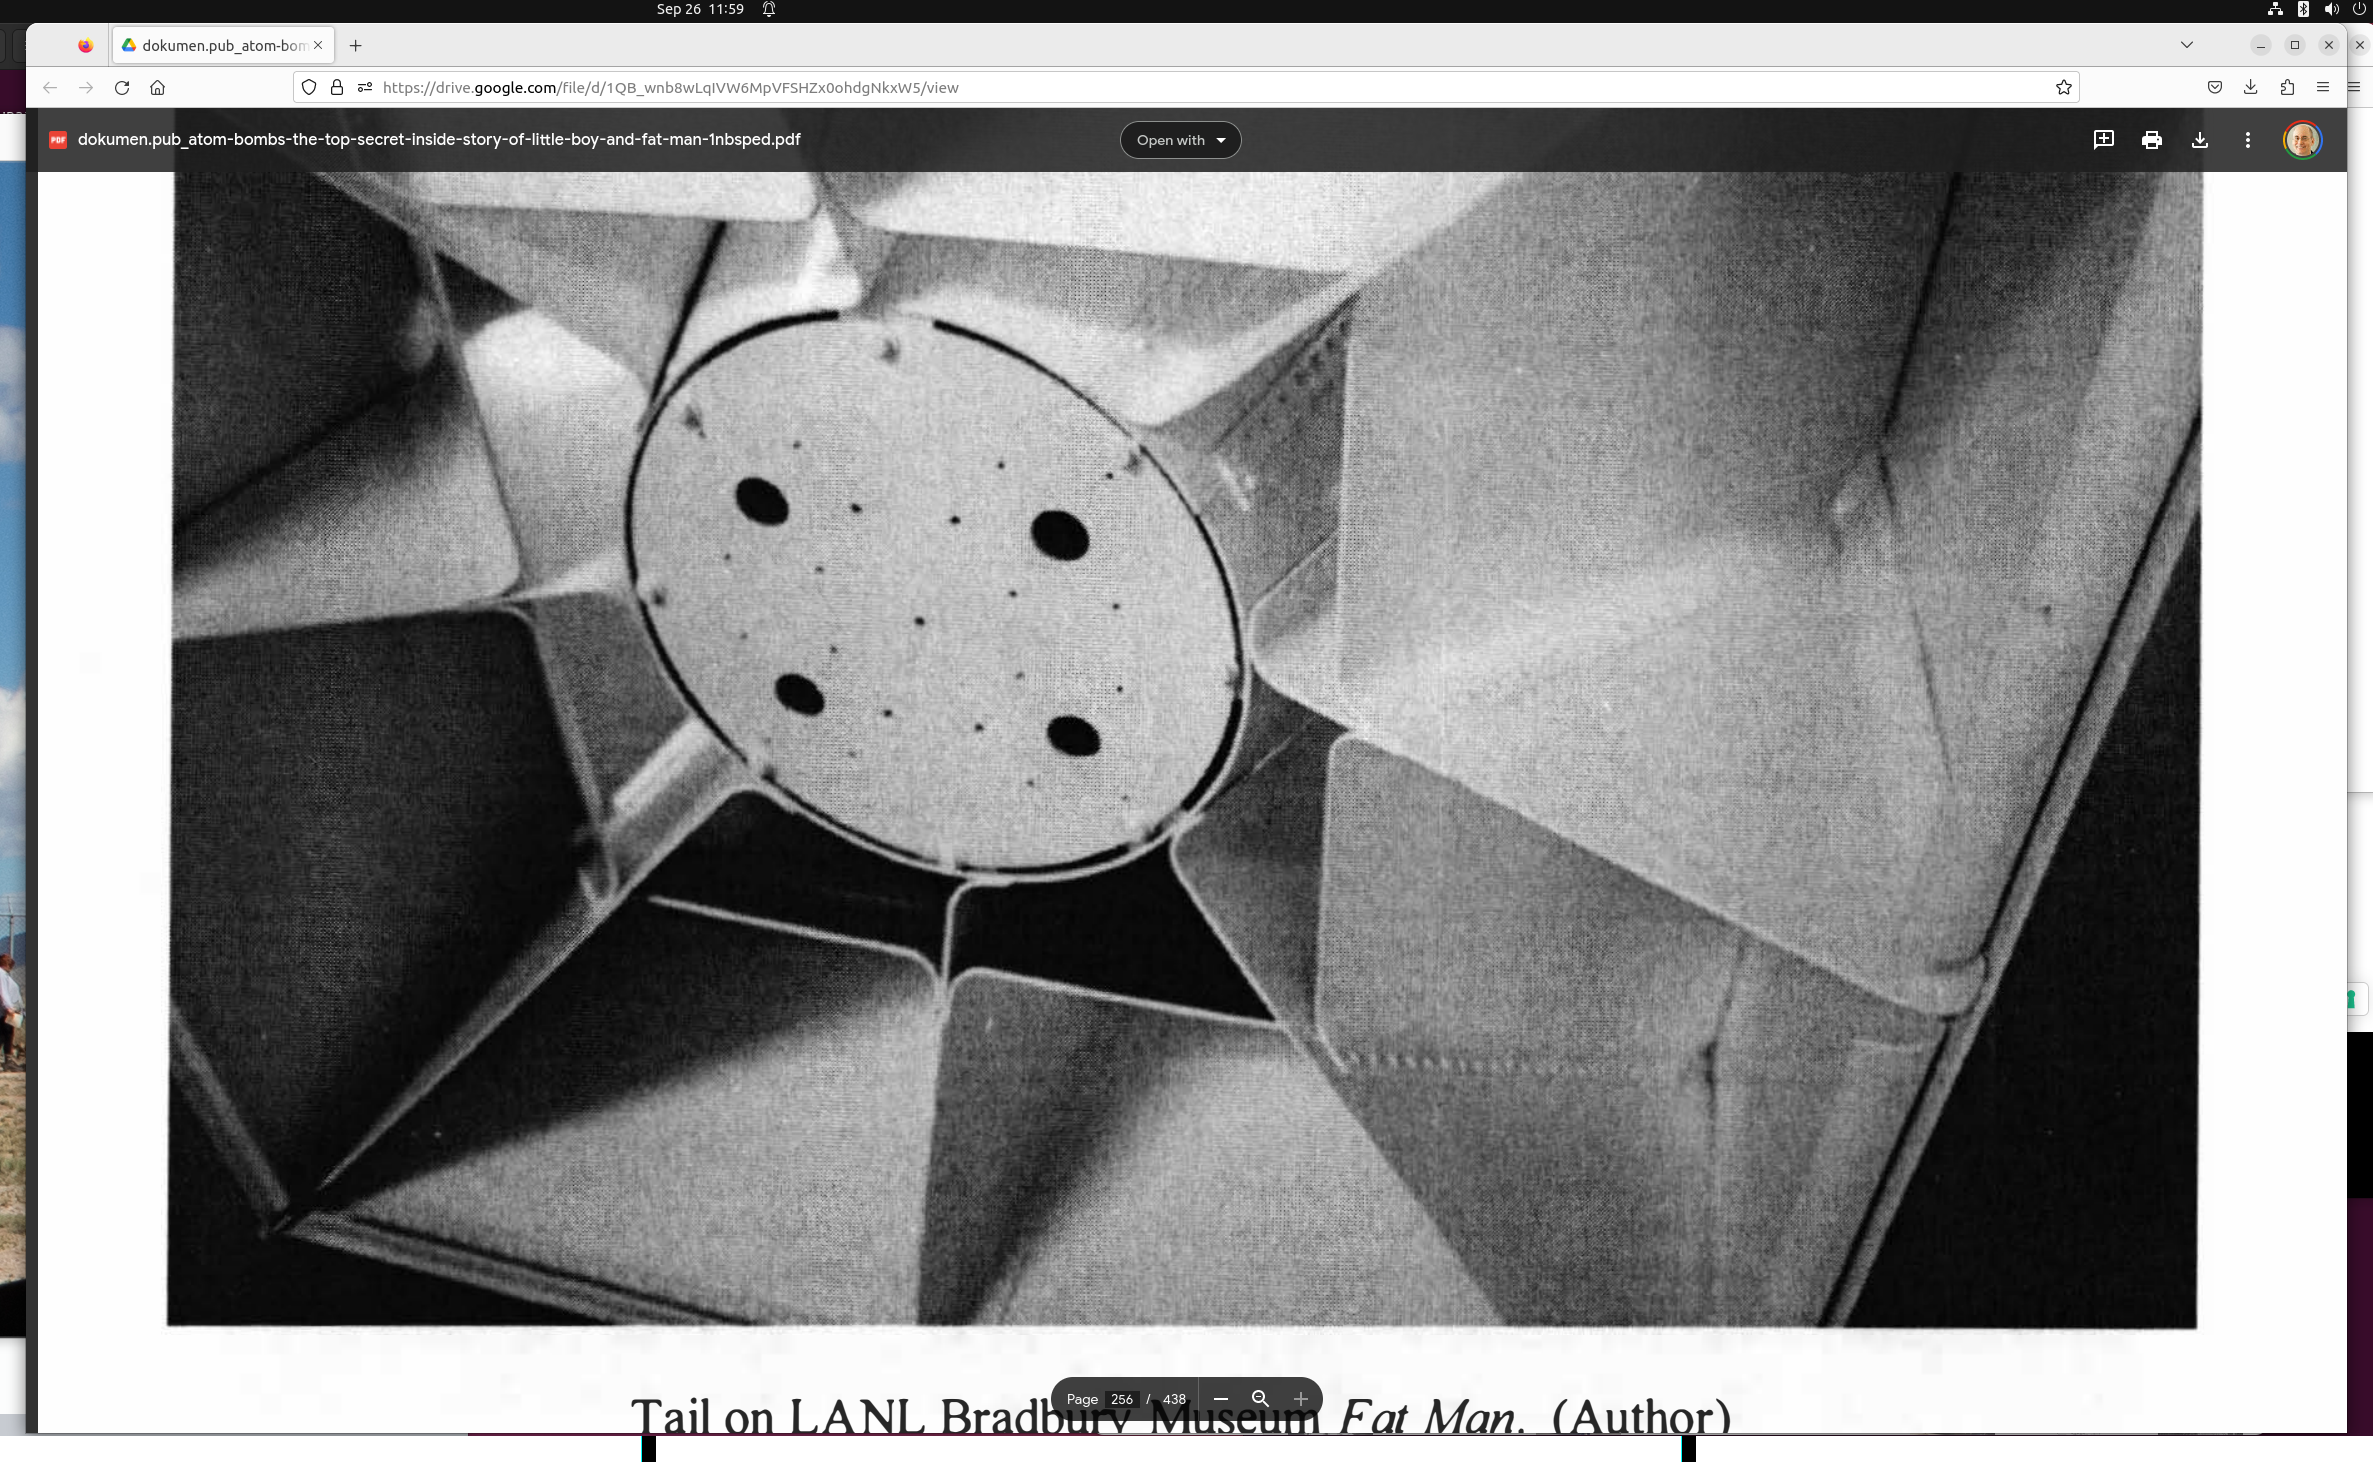 Sep 26 11:59
dokumen.pub_atom-bom
https://drive.google.com/file/d/1QB_wnb8wLqIVW6MpVFSHZx0ohdgNkxW5/view
PDF dokumen.pub_atom-bombs-the-top-secret-inside-story-of-little-boy-and-fat-man-1nbsped.pdf
Open with
Page 256 / 438
Tail on LANL Bradbury Museum Fat Man. (Author)